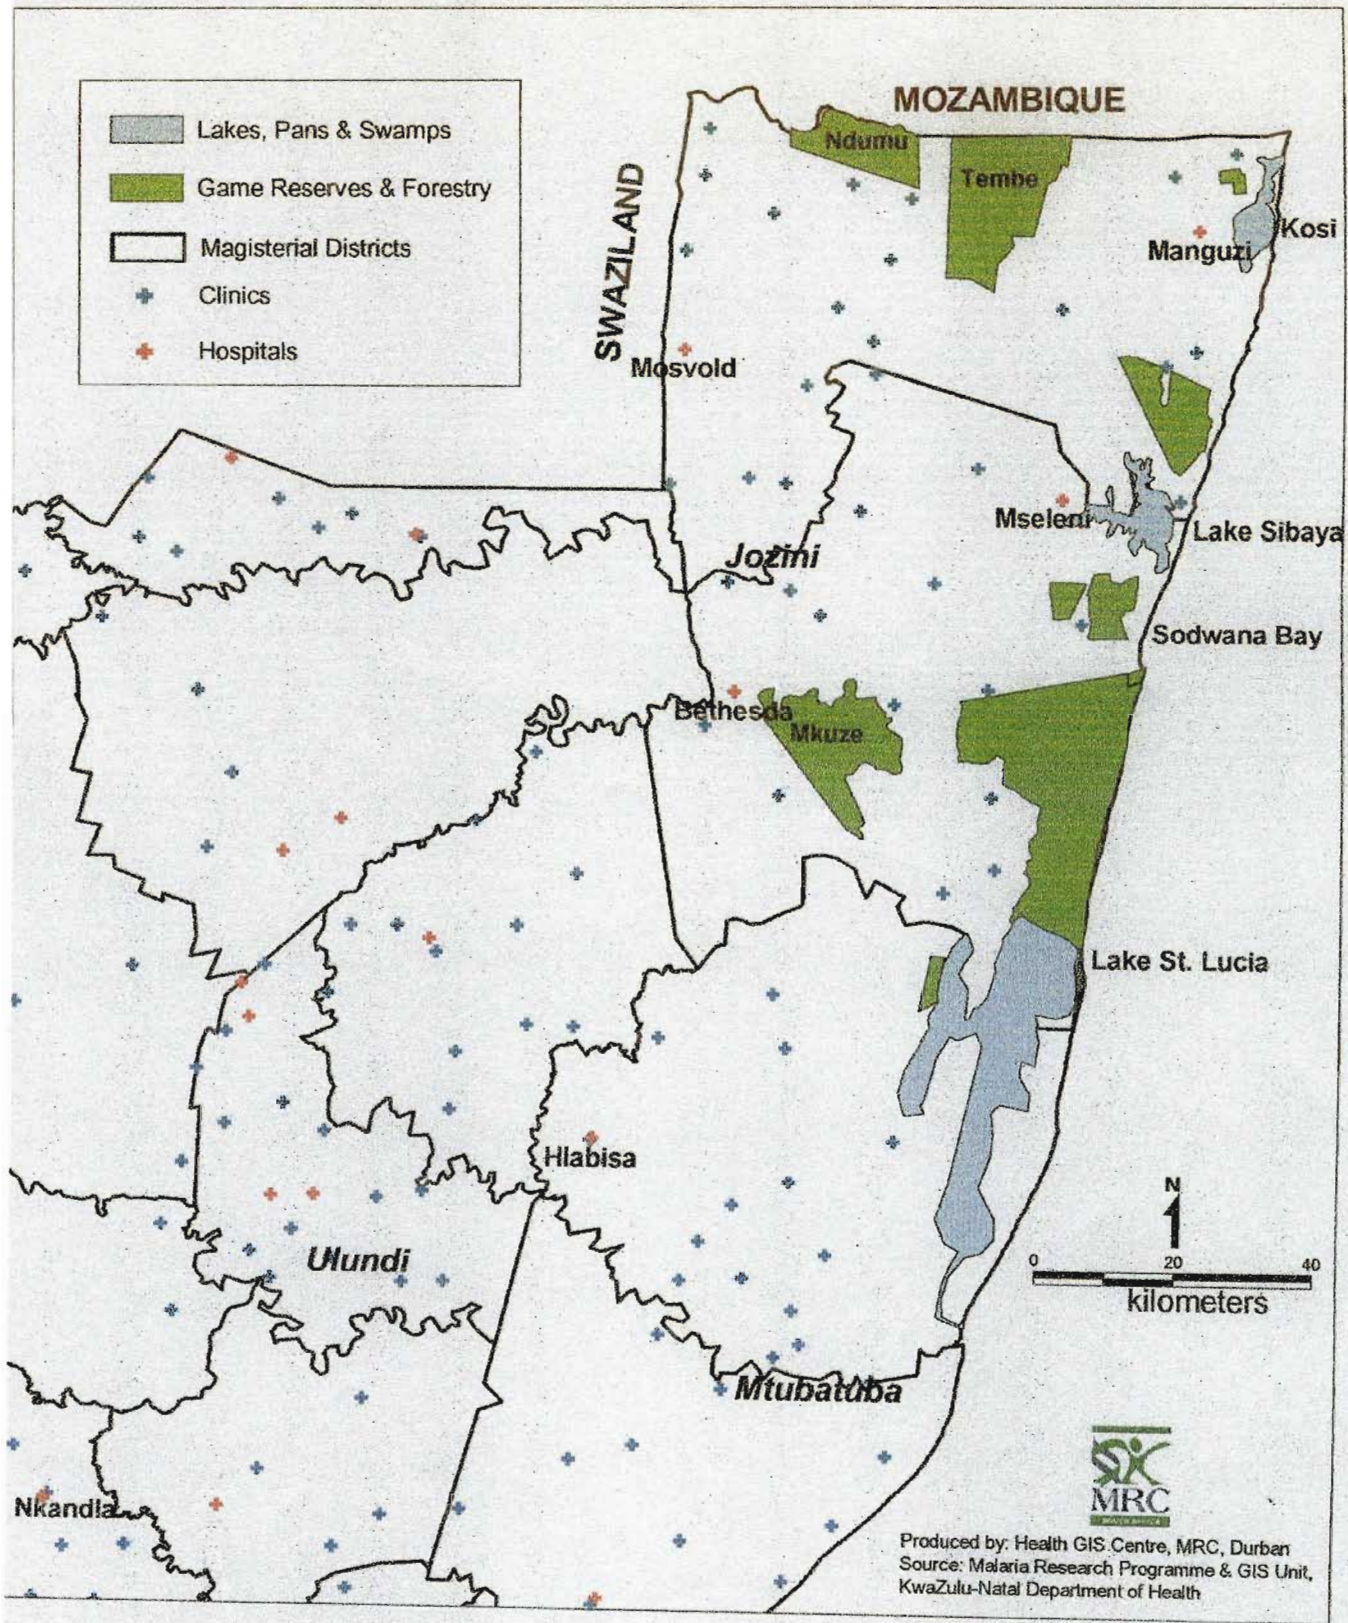 Lakes, Pans & Swamps
Game Reserves & Forestry
Magisterial Districts
Clinics
Hospitals
MOZAMBIQUE
SWAZILAND
Ndumu
Tembe
Kosi
Manguzi
Mosvold
Mseleni
Lake Sibaya
Jozini
Sodwana Bay
Bethesda
Mkuze
Lake St. Lucia
Hlabisa
N
0 20 40
kilometers
Ulundi
Mtubatuba
Nkandla
MRC
Produced by: Health GIS Centre, MRC, Durban
Source: Malaria Research Programme & GIS Unit,
KwaZulu-Natal Department of Health